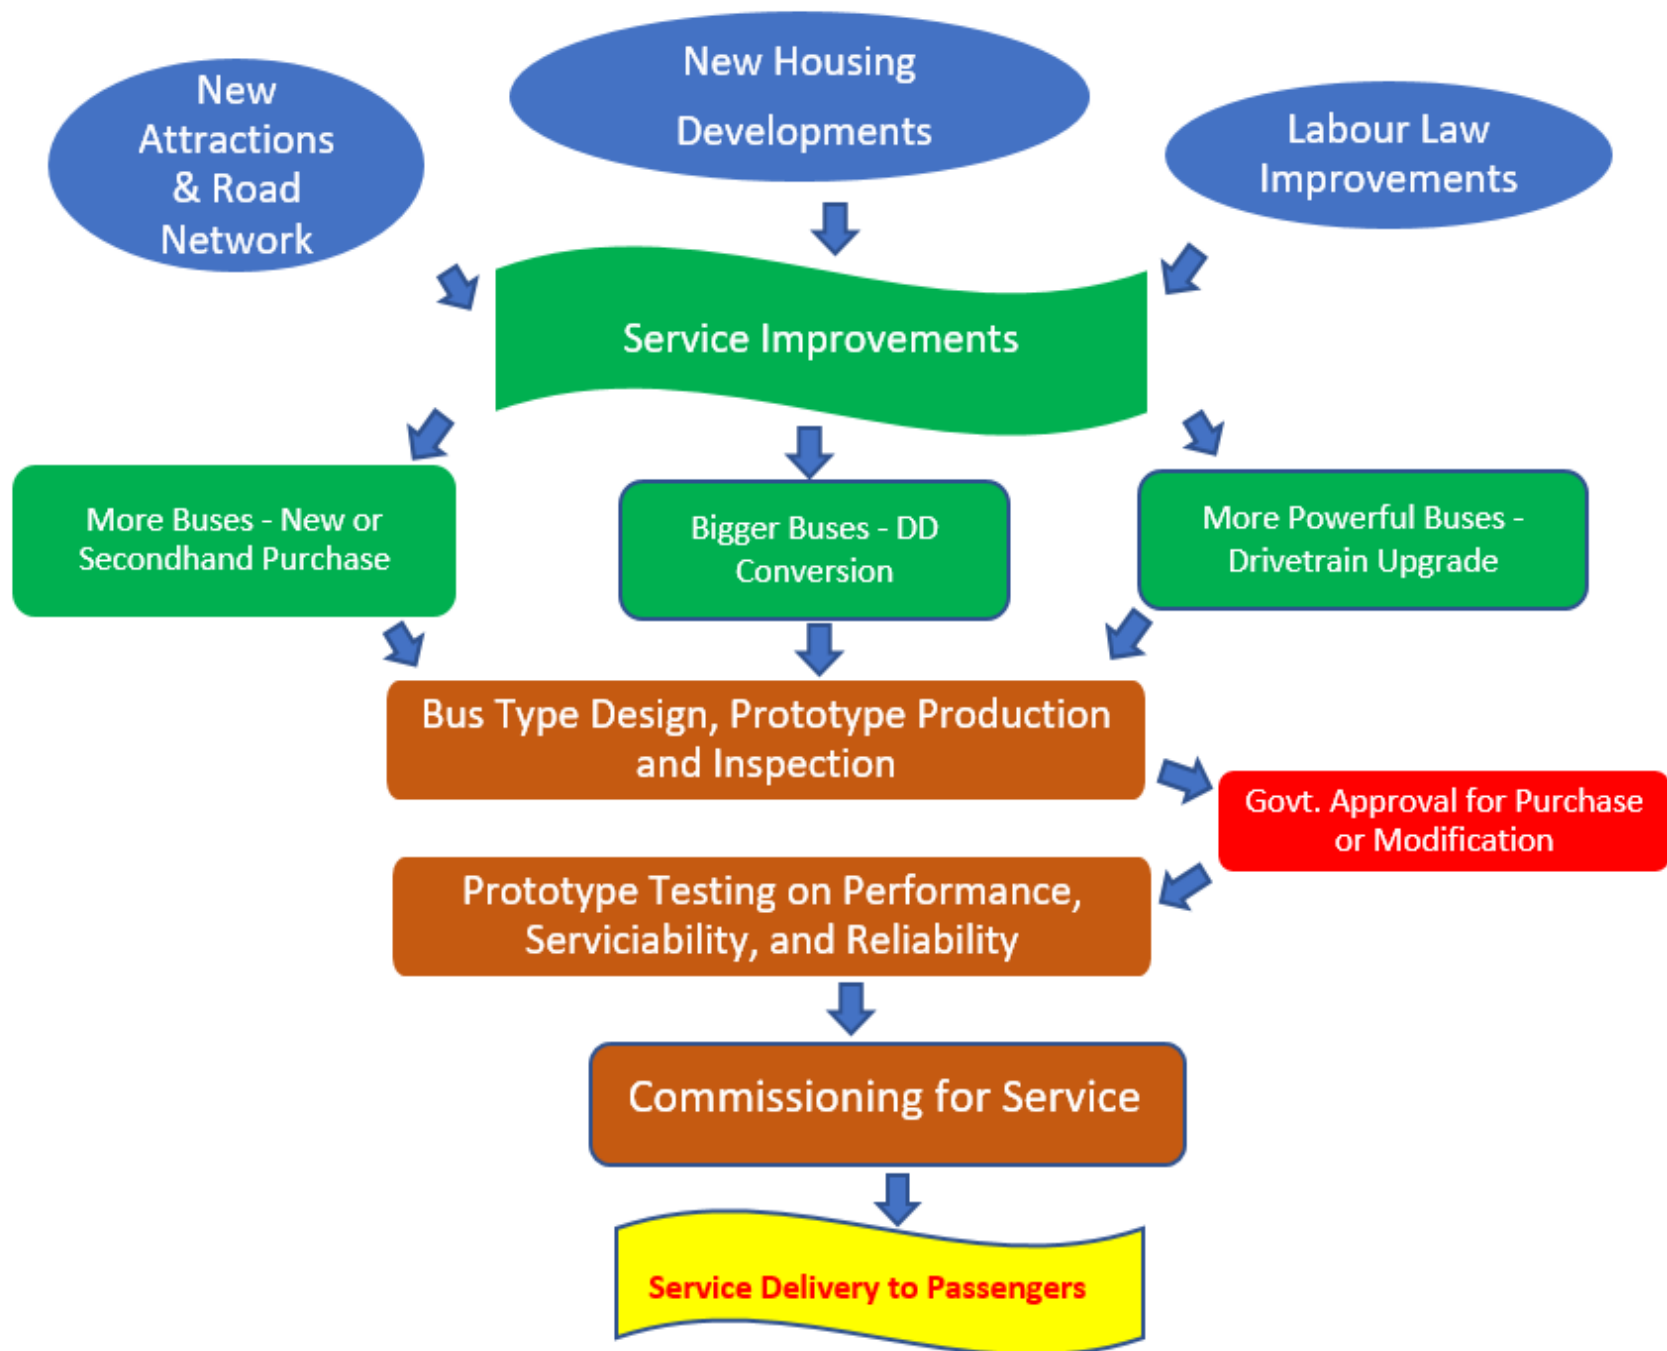 New
Attractions
& Road
Network
New Housing
Developments
Labour Law
Improvements
Service Improvements
More Buses - New or
Secondhand Purchase
Bigger Buses - DD
Conversion
More Powerful Buses -
Drivetrain Upgrade
Bus Type Design, Prototype Production
and Inspection
Govt. Approval for Purchase
or Modification
Prototype Testing on Performance,
Serviciability, and Reliability
Commissioning for Service
Service Delivery to Passengers